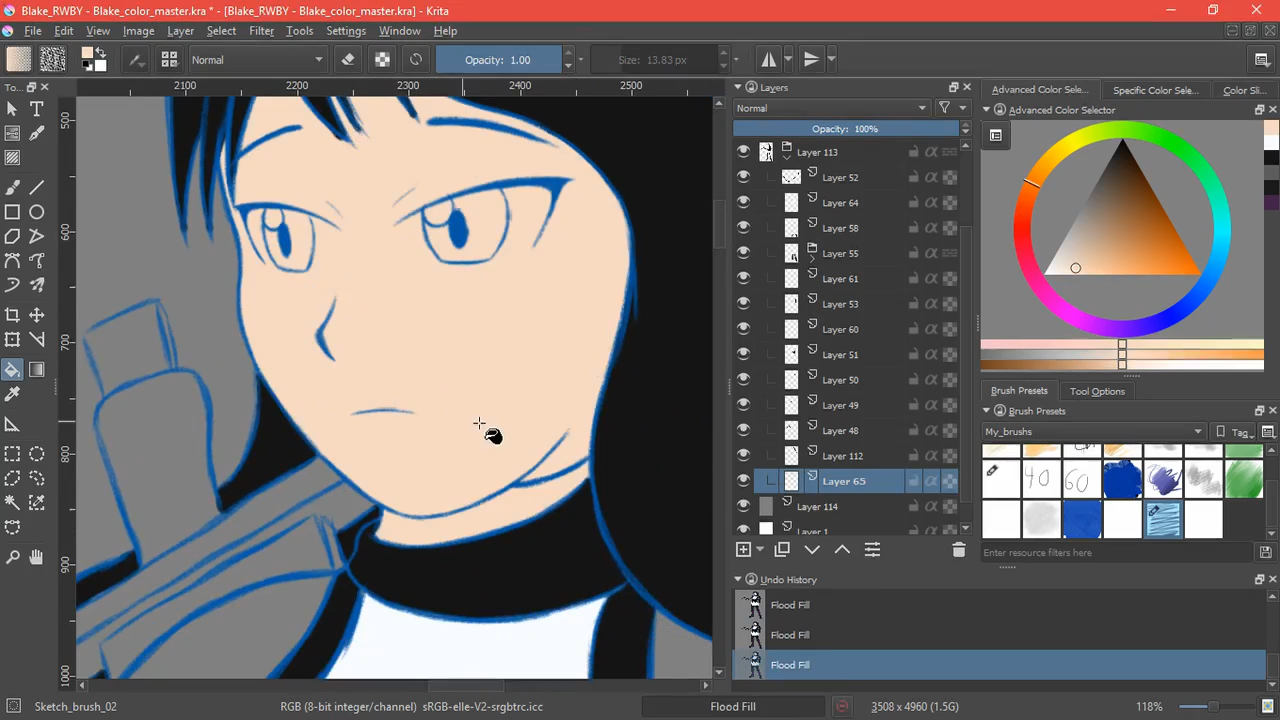 Blake_RWBY - Blake_color_master.kra * - [Blake_RWBY - Blake_color_master.kra] - Krita
File Edit View Image Layer Select Filter Tools Settings Window Help
Normal Opacity: 1.00 Size: 13.83 px
To...
2100 2200 2300 2400 2500
500
600
700
800
900
1000
Layers
Normal
Opacity: 100%
Layer 113
Layer 52
Layer 64
Layer 58
Layer 55
Layer 61
Layer 53
Layer 60
Layer 51
Layer 50
Layer 49
Layer 48
Layer 112
Layer 65
Layer 114
Layer 1
Undo History
Flood Fill
Flood Fill
Flood Fill
Advanced Color Sele... Specific Color Sele... Color Sli...
Advanced Color Selector
Brush Presets Tool Options
Brush Presets
My_brushs Tag
40 60
Enter resource filters here
Sketch_brush_02 RGB (8-bit integer/channel) sRGB-elle-V2-srgbtrc.icc Flood Fill 3508 x 4960 (1.5G) 118%